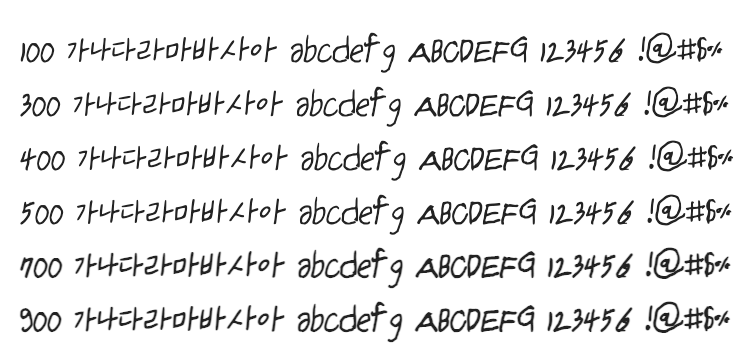 100 가나다라마바사아 abcdefg ABCDEFG 123456 !@#$%
300 가나다라마바사아 abcdefg ABCDEFG 123456 !@#$%
400 가나다라마바사아 abcdefg ABCDEFG 123456 !@#$%
500 가나다라마바사아 abcdefg ABCDEFG 123456 !@#$%
700 가나다라마바사아 abcdefg ABCDEFG 123456 !@#$%
900 가나다라마바사아 abcdefg ABCDEFG 123456 !@#$%